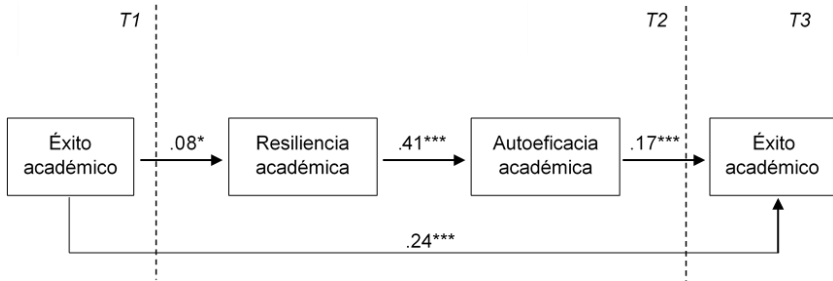 T1
T2
T3
Éxito
académico
.08*
Resiliencia
académica
.41***
Autoeficacia
académica
.17***
Éxito
académico
.24***